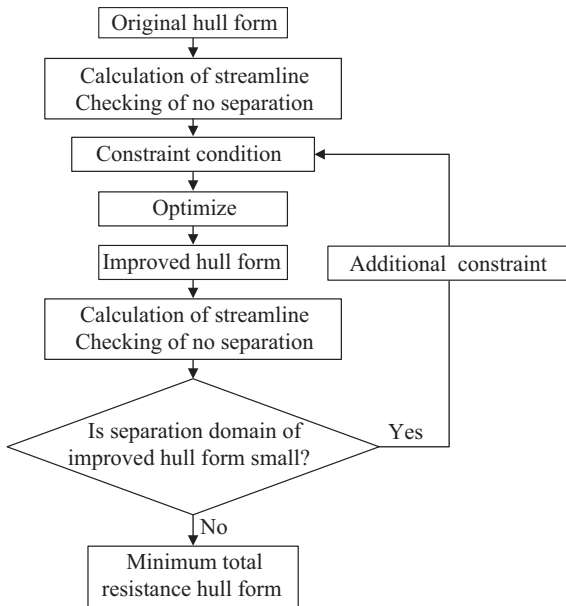 Original hull form
Calculation of streamline
Checking of no separation
Constraint condition
Optimize
Improved hull form
Additional constraint
Calculation of streamline
Checking of no separation
Is separation domain of
improved hull form small?
Yes
No
Minimum total
resistance hull form